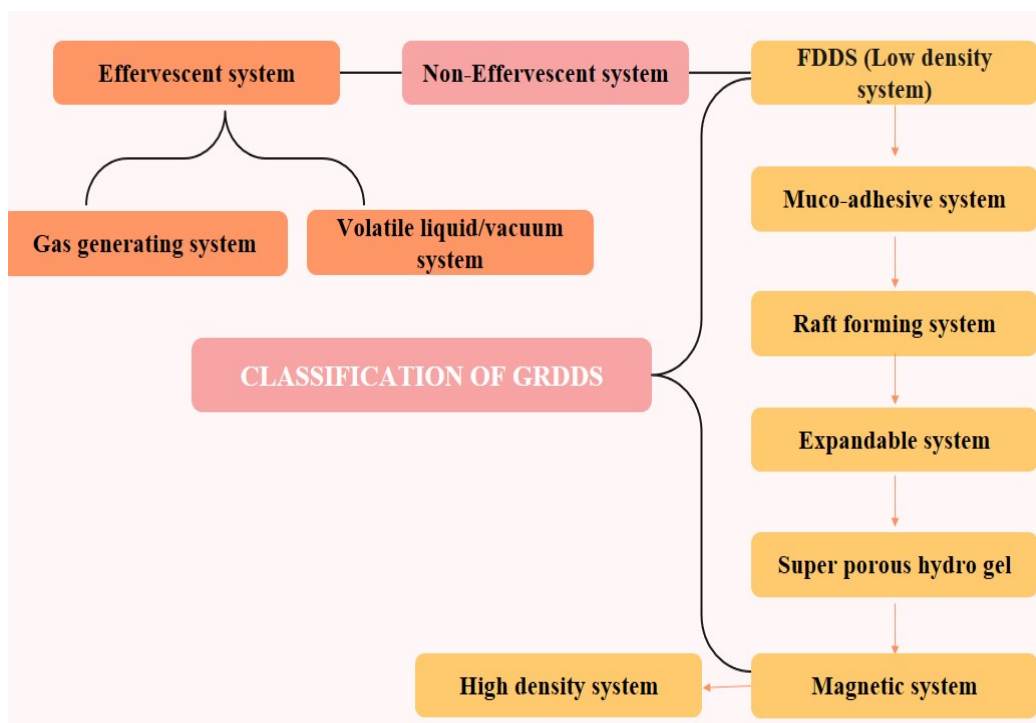 Effervescent system
Non-Effervescent system
FDDS (Low density
system)
Muco-adhesive system
Gas generating system
Volatile liquid/vacuum
system
Raft forming system
CLASSIFICATION OF GRDDS
Expandable system
Super porous hydro gel
High density system
Magnetic system